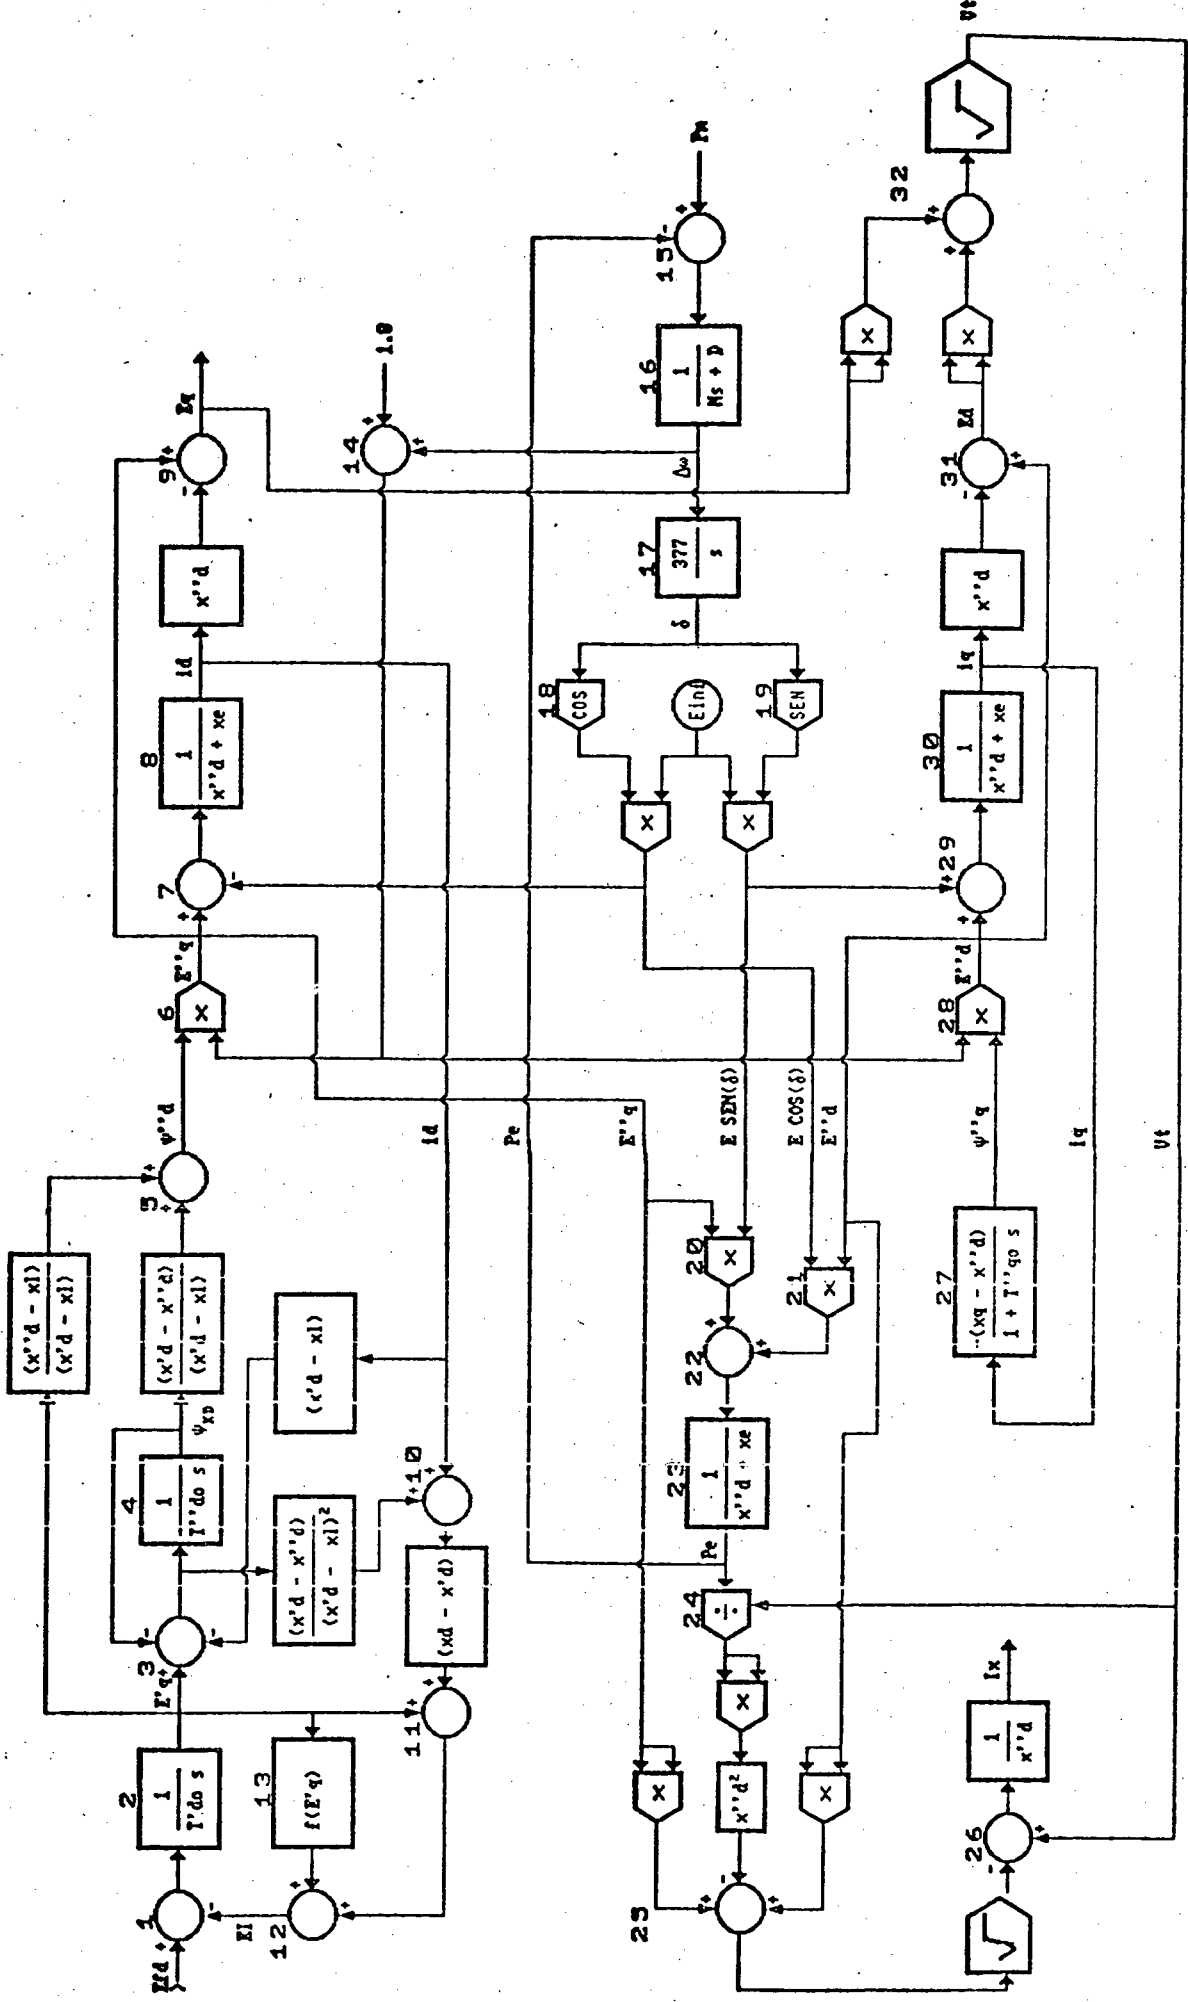 Efd +
1
-
EI
2
1
T'do s
E'q+
3
-
-
4
1
T''do s
ψKD
(x''d - xl)
(x'd - xl)
(x'd - x''d)
(x'd - xl)
5
+
+
ψ''d
6
X
E''q
+
7
-
8
1
x''d + xe
id
x''d
9
+
-
Eq
12
+
+
13
f(E'q)
(x'd - x''d)
(x'd - xl)²
(x'd - xl)
11
+
+
(xd - x'd)
+10
+
id
14
+
+
1.0
Pe
15
-
+
Pm
16
1
Ms + D
Δω
17
377
s
δ
18
COS
Einf
19
SEN
X
X
E''q
E SEN(δ)
E COS(δ)
E''d
20
X
21
X
22
+
+
23
1
x''d + xe
Pe
24
÷
X
x''d²
X
X
25
+
-
+
√
26
-
+
1
x''d
Ix
27
-(xq - x''d)
1 + T''qo s
ψ''q
iq
28
X
E''d
+
+29
30
1
x''d + xe
iq
x''d
31
-
+
Ed
X
X
32
+
+
√
Vt
Vt